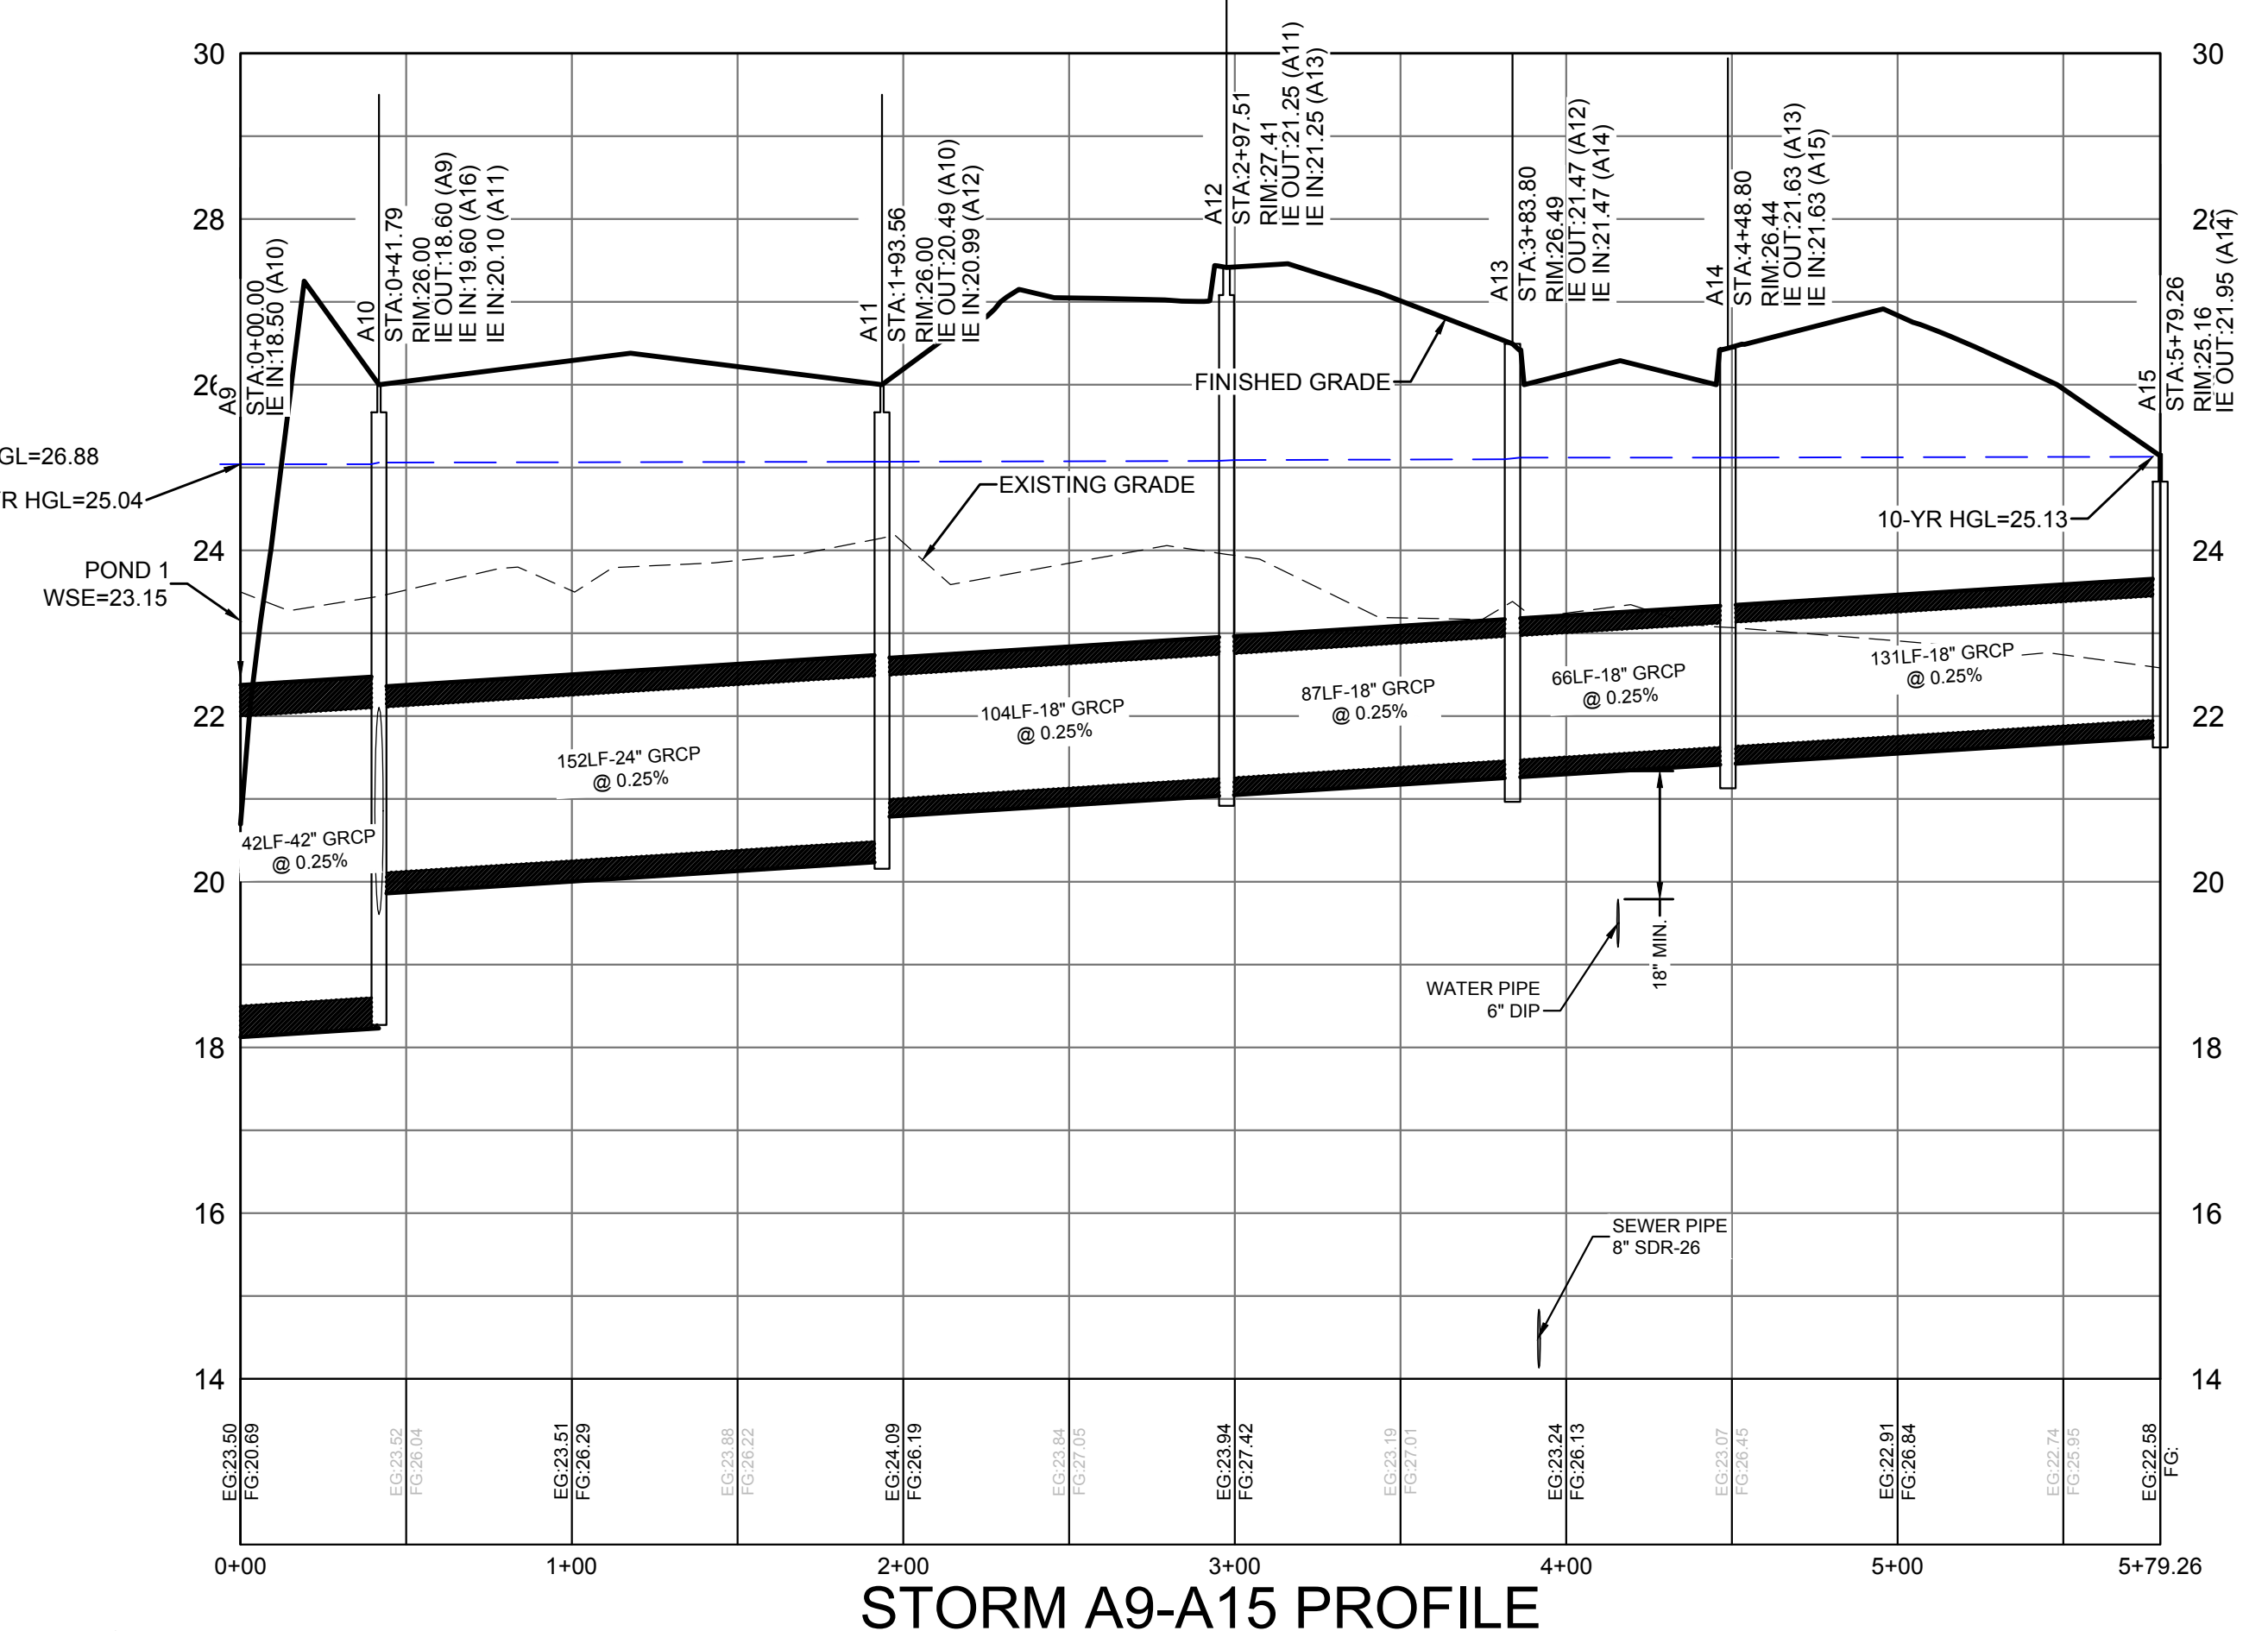 30
30
28
28
26
24
24
22
22
20
20
18
18
16
16
14
14
A9
STA:0+00.00
IE IN:18.50 (A10)
A10
STA:0+41.79
RIM:26.00
IE OUT:18.60 (A9)
IE IN:19.60 (A16)
IE IN:20.10 (A11)
A11
STA:1+93.56
RIM:26.00
IE OUT:20.49 (A10)
IE IN:20.99 (A12)
A12
STA:2+97.51
RIM:27.41
IE OUT:21.25 (A11)
IE IN:21.25 (A13)
A13
STA:3+83.80
RIM:26.49
IE OUT:21.47 (A12)
IE IN:21.47 (A14)
A14
STA:4+48.80
RIM:26.44
IE OUT:21.63 (A13)
IE IN:21.63 (A15)
A15
STA:5+79.26
RIM:25.16
IE OUT:21.95 (A14)
GL=26.88
R HGL=25.04
POND 1
WSE=23.15
FINISHED GRADE
EXISTING GRADE
10-YR HGL=25.13
42LF-42" GRCP
@ 0.25%
152LF-24" GRCP
@ 0.25%
104LF-18" GRCP
@ 0.25%
87LF-18" GRCP
@ 0.25%
66LF-18" GRCP
@ 0.25%
131LF-18" GRCP
@ 0.25%
18" MIN.
WATER PIPE
6" DIP
SEWER PIPE
8" SDR-26
EG:23.50
FG:20.69
EG:23.52
FG:26.04
EG:23.51
FG:26.29
EG:23.88
FG:26.22
EG:24.09
FG:26.19
EG:23.84
FG:27.05
EG:23.94
FG:27.42
EG:23.19
FG:27.01
EG:23.24
FG:26.13
EG:23.07
FG:26.45
EG:22.91
FG:26.84
EG:22.74
FG:25.95
EG:22.58
FG:
0+00
1+00
2+00
3+00
4+00
5+00
5+79.26
STORM A9-A15 PROFILE